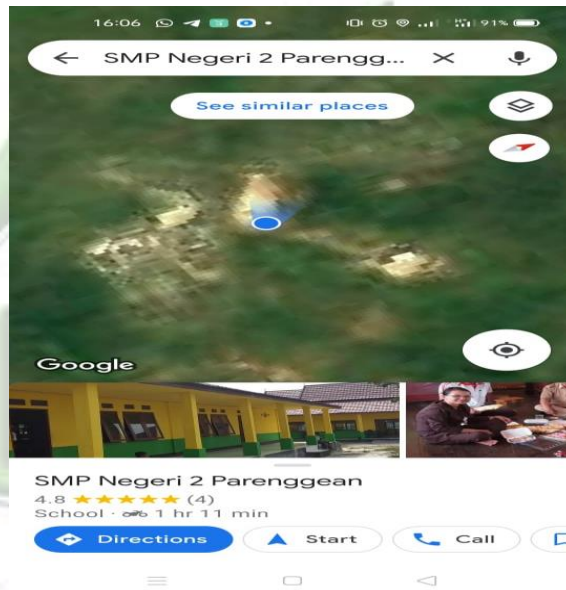 16:06 91%
SMP Negeri 2 Parengg...
See similar places
Google
SMP Negeri 2 Parenggean
4.8 (4)
School · 1 hr 11 min
Directions Start Call